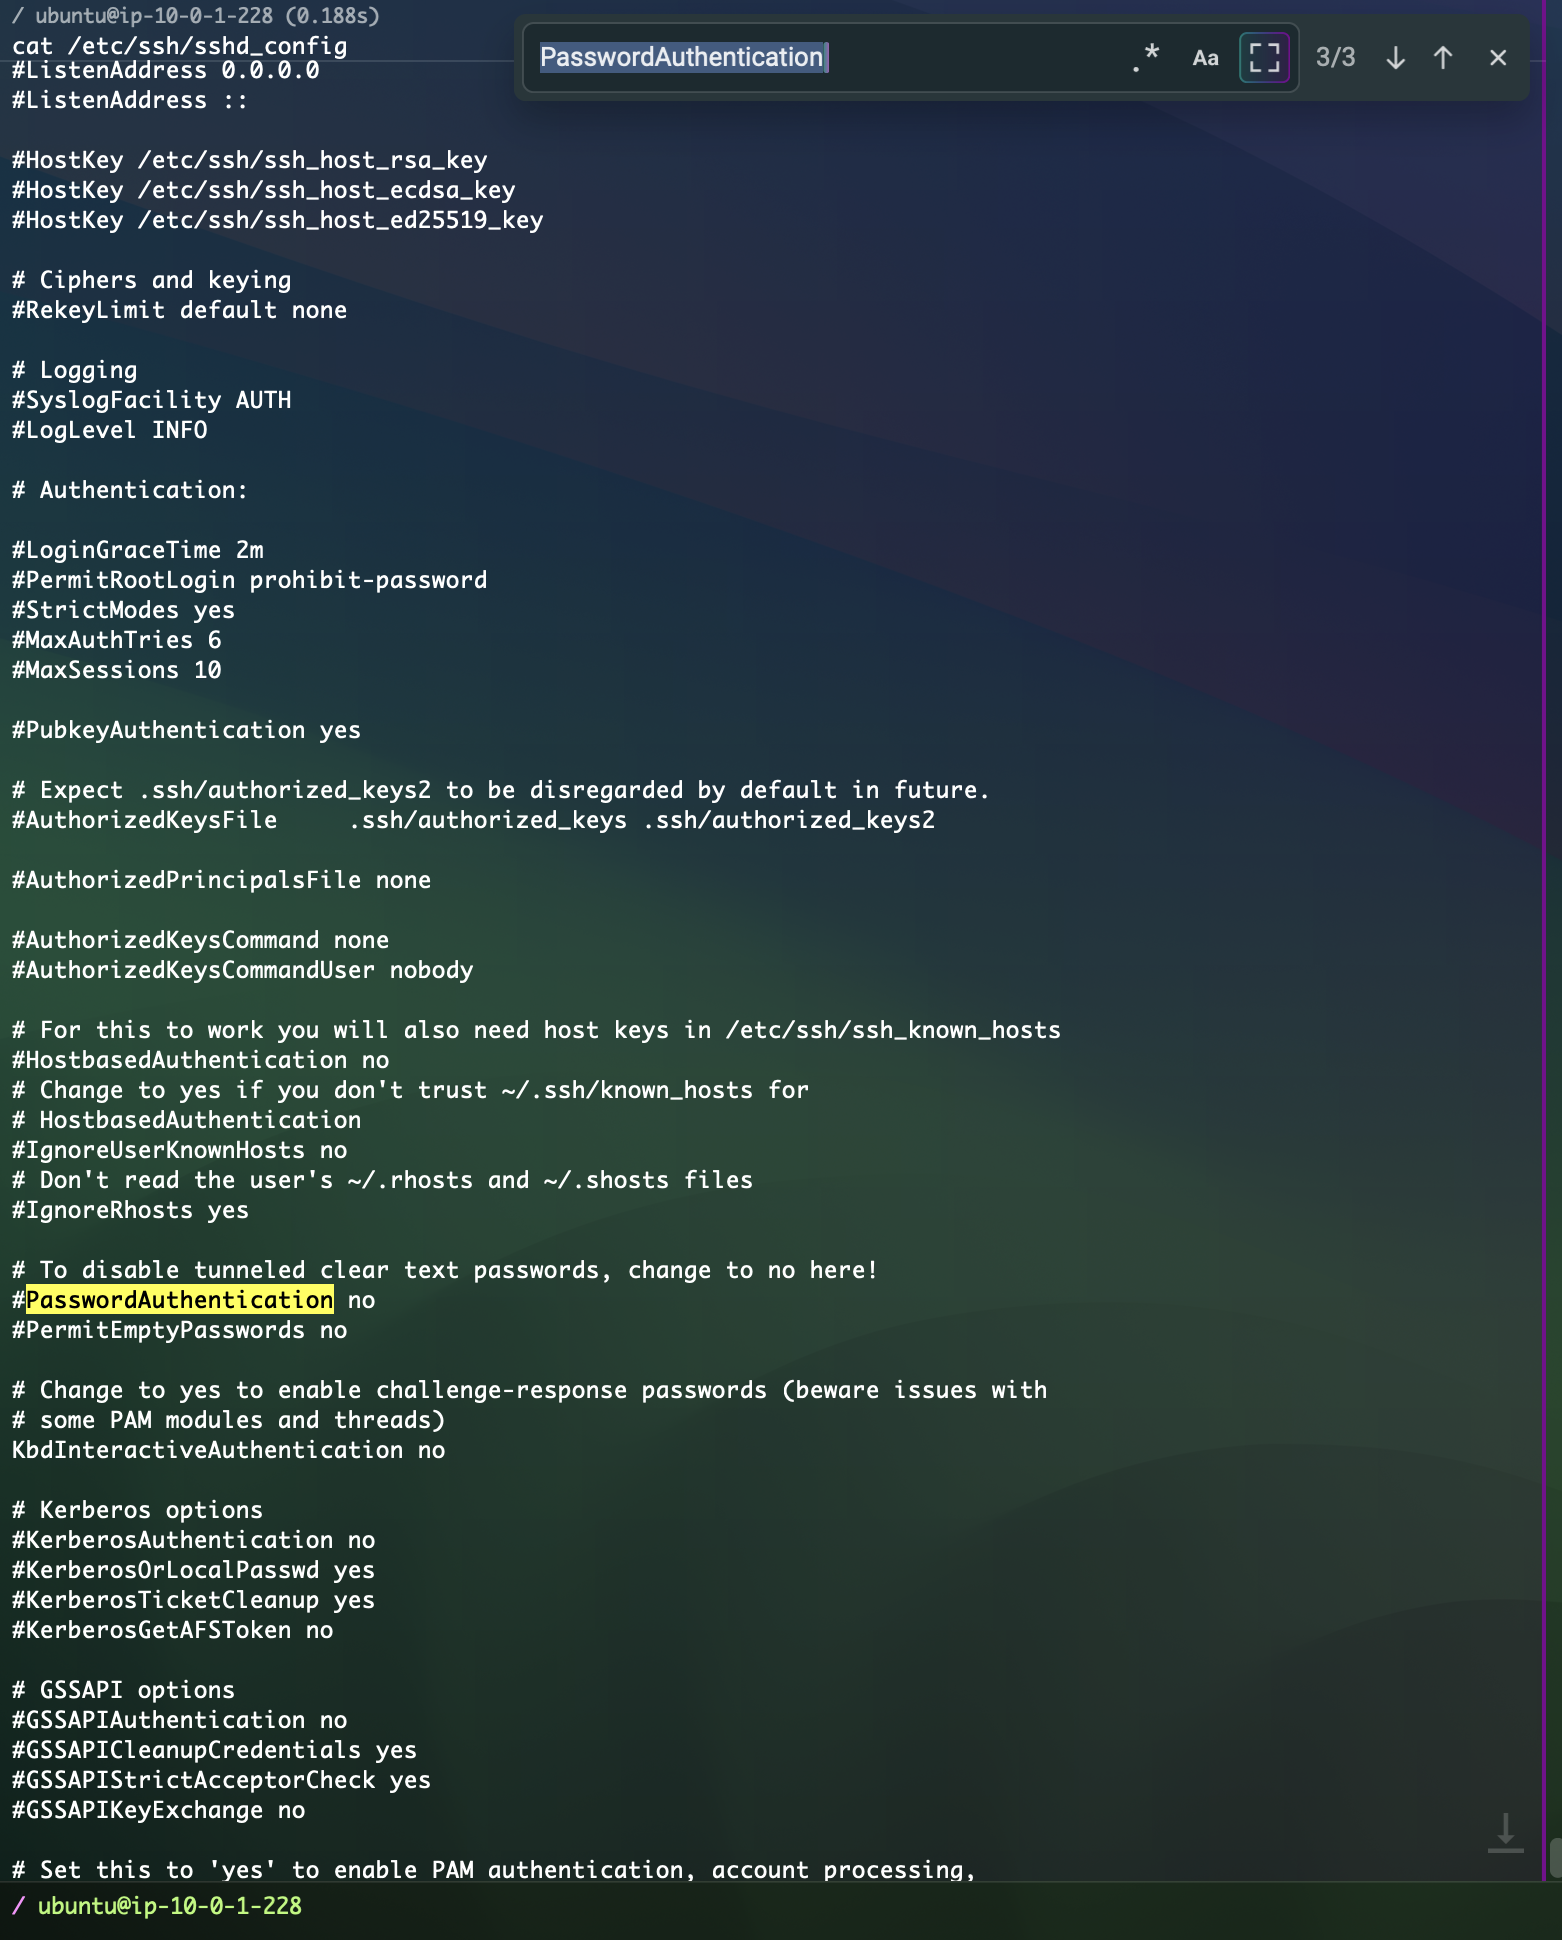 / ubuntu@ip-10-0-1-228 (0.188s)
cat /etc/ssh/sshd_config
PasswordAuthentication
.* Aa 3/3
#ListenAddress 0.0.0.0
#ListenAddress ::
#HostKey /etc/ssh/ssh_host_rsa_key
#HostKey /etc/ssh/ssh_host_ecdsa_key
#HostKey /etc/ssh/ssh_host_ed25519_key
# Ciphers and keying
#RekeyLimit default none
# Logging
#SyslogFacility AUTH
#LogLevel INFO
# Authentication:
#LoginGraceTime 2m
#PermitRootLogin prohibit-password
#StrictModes yes
#MaxAuthTries 6
#MaxSessions 10
#PubkeyAuthentication yes
# Expect .ssh/authorized_keys2 to be disregarded by default in future.
#AuthorizedKeysFile     .ssh/authorized_keys .ssh/authorized_keys2
#AuthorizedPrincipalsFile none
#AuthorizedKeysCommand none
#AuthorizedKeysCommandUser nobody
# For this to work you will also need host keys in /etc/ssh/ssh_known_hosts
#HostbasedAuthentication no
# Change to yes if you don't trust ~/.ssh/known_hosts for
# HostbasedAuthentication
#IgnoreUserKnownHosts no
# Don't read the user's ~/.rhosts and ~/.shosts files
#IgnoreRhosts yes
# To disable tunneled clear text passwords, change to no here!
#PasswordAuthentication no
#PermitEmptyPasswords no
# Change to yes to enable challenge-response passwords (beware issues with
# some PAM modules and threads)
KbdInteractiveAuthentication no
# Kerberos options
#KerberosAuthentication no
#KerberosOrLocalPasswd yes
#KerberosTicketCleanup yes
#KerberosGetAFSToken no
# GSSAPI options
#GSSAPIAuthentication no
#GSSAPICleanupCredentials yes
#GSSAPIStrictAcceptorCheck yes
#GSSAPIKeyExchange no
# Set this to 'yes' to enable PAM authentication, account processing,
/ ubuntu@ip-10-0-1-228